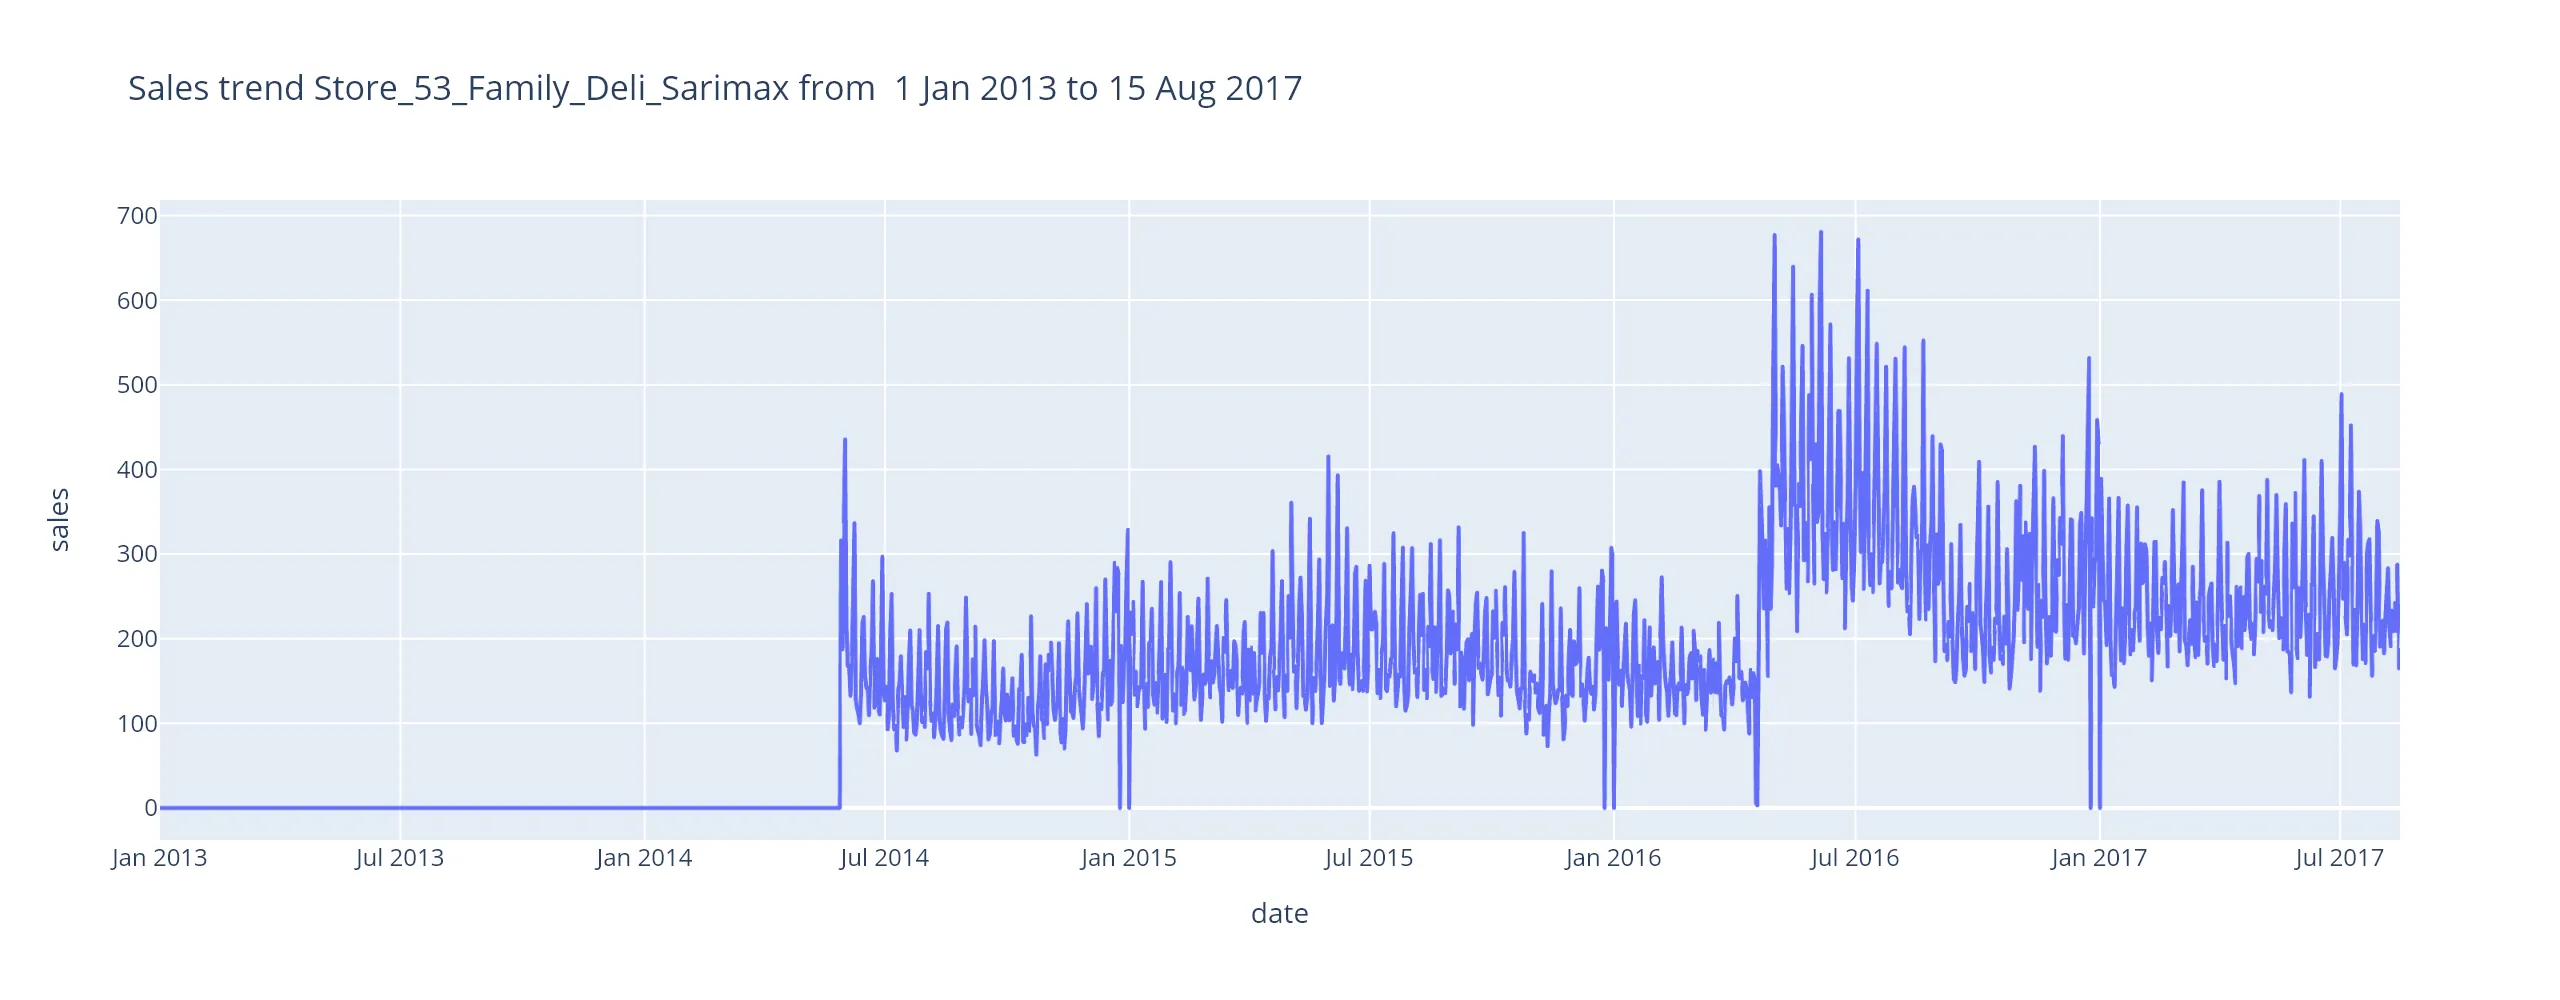 Sales trend Store_53_Family_Deli_Sarimax from  1 Jan 2013 to 15 Aug 2017
700
600
500
400
300
200
100
0
sales
Jan 2013 Jul 2013 Jan 2014 Jul 2014 Jan 2015 Jul 2015 Jan 2016 Jul 2016 Jan 2017 Jul 2017
date